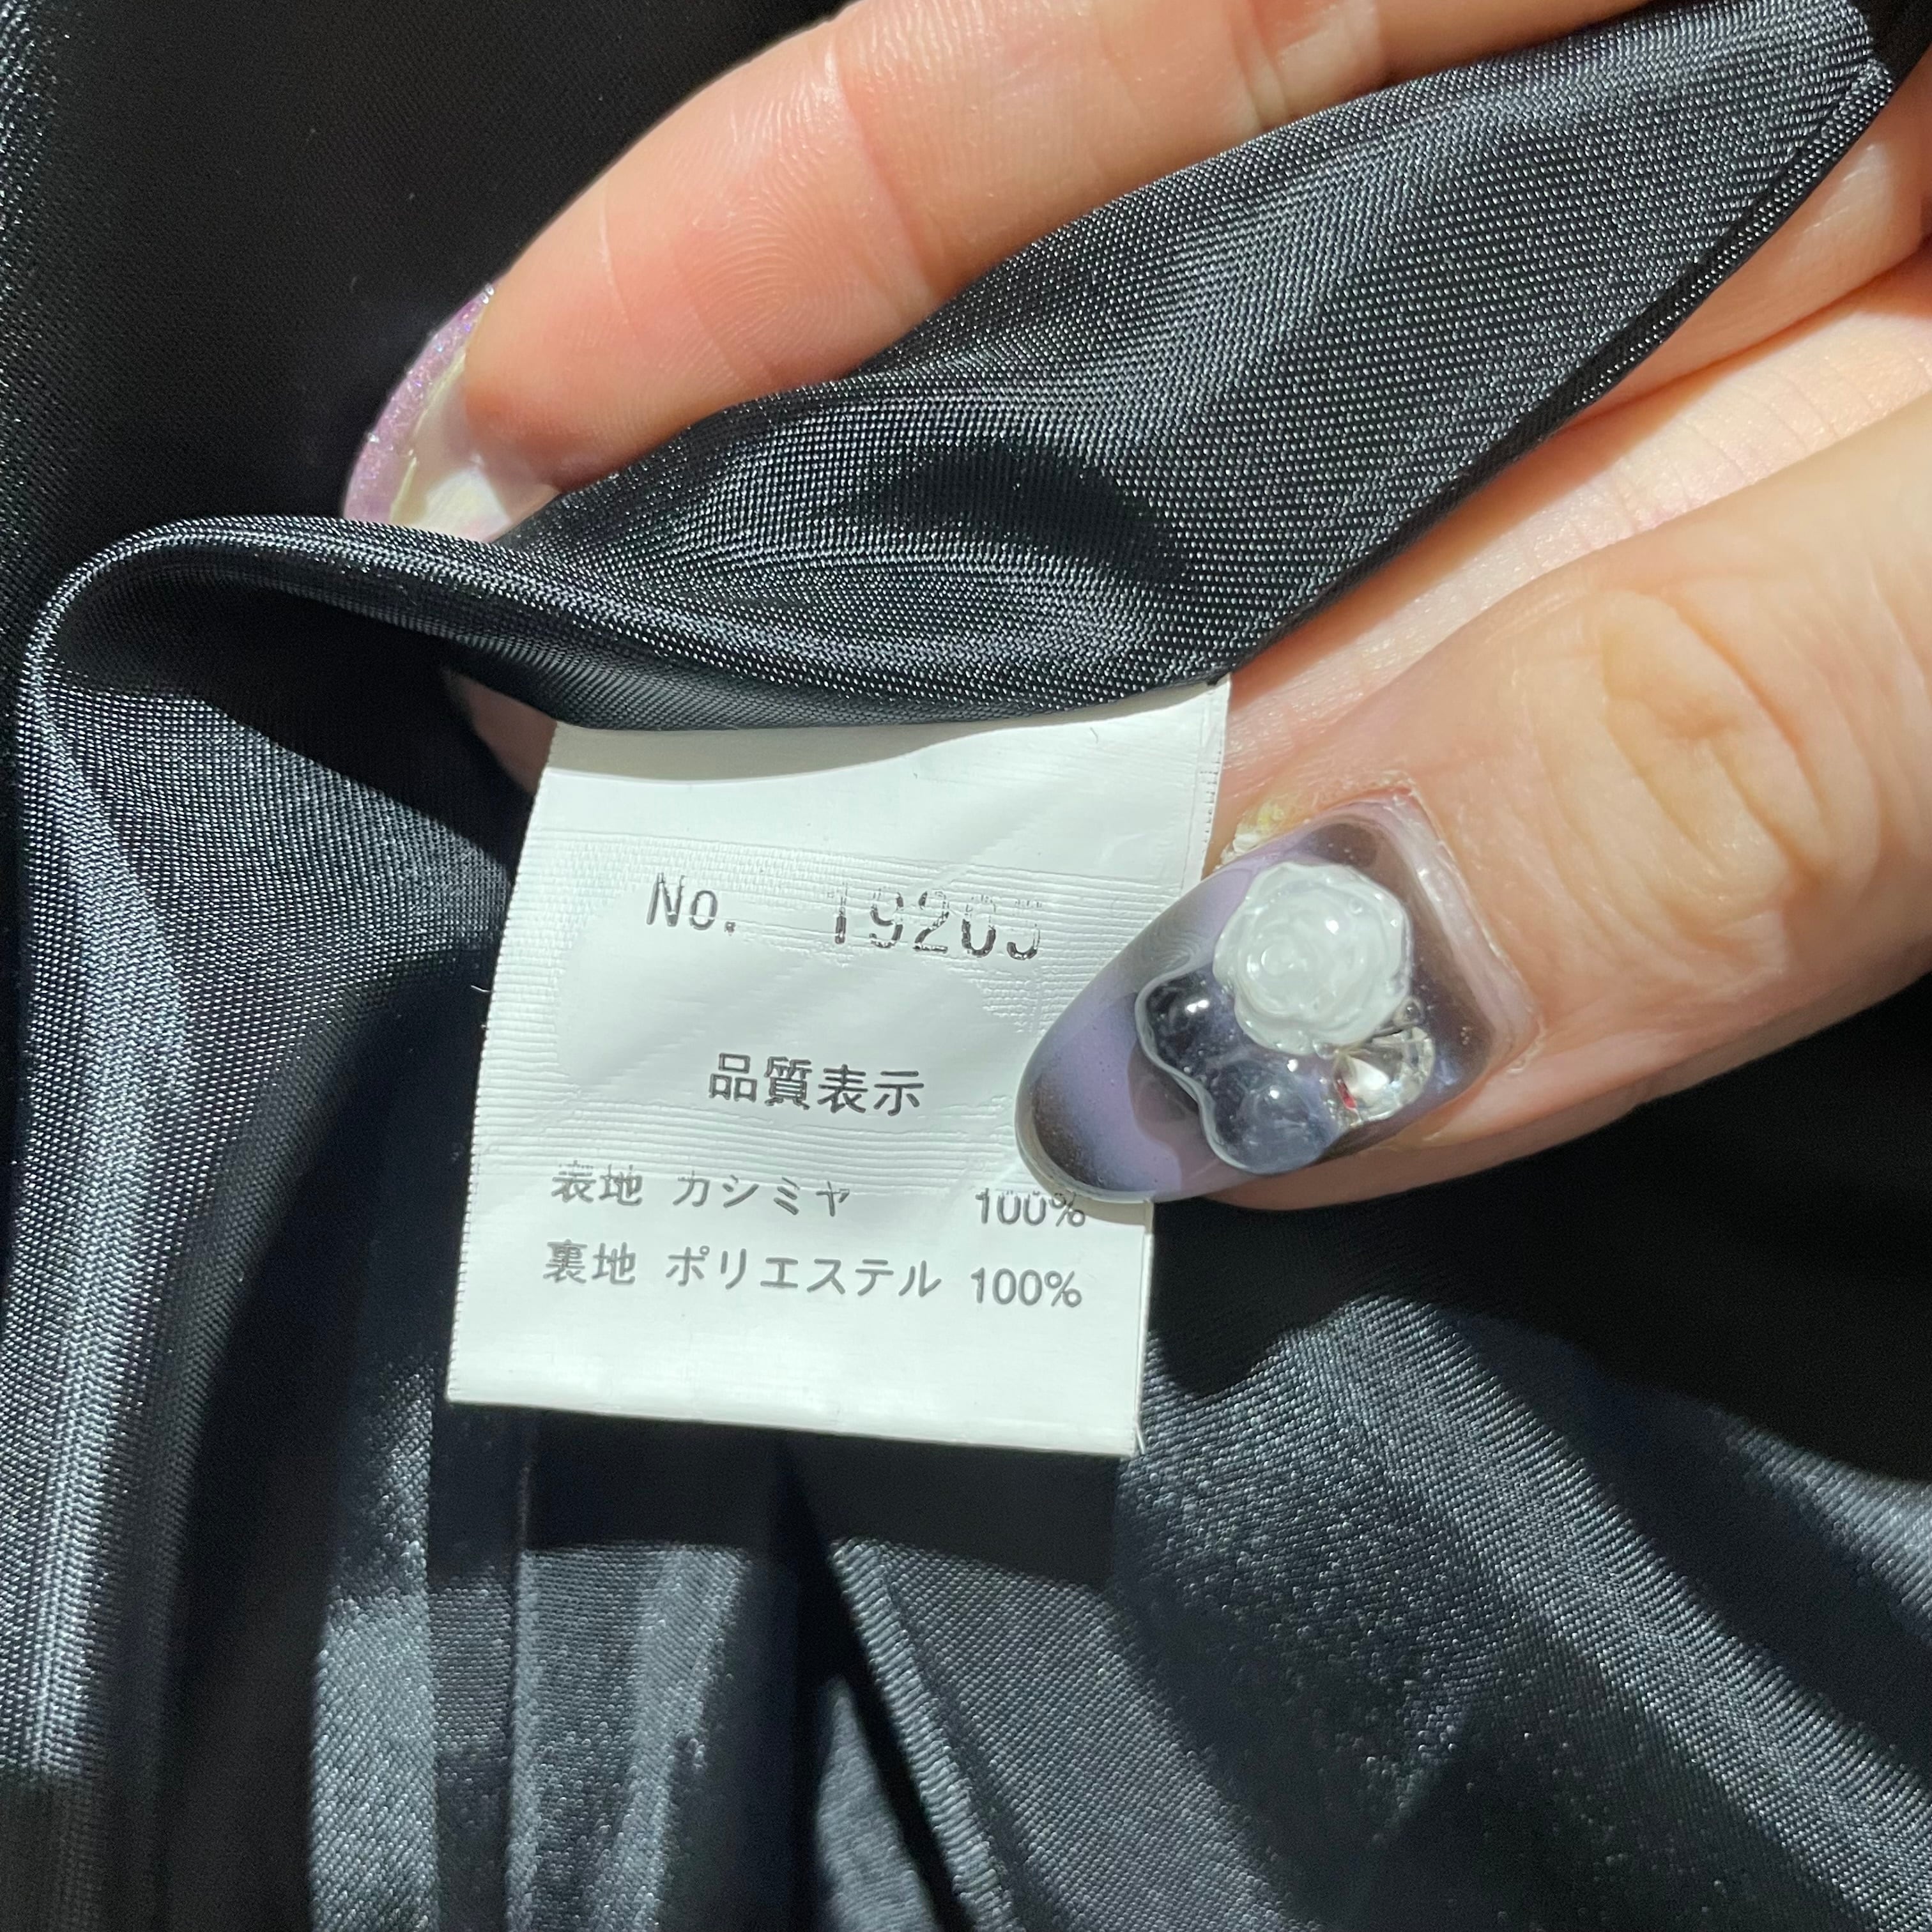 No.
品質表示
表地 カシミヤ 100%
裏地 ポリエステル 100%